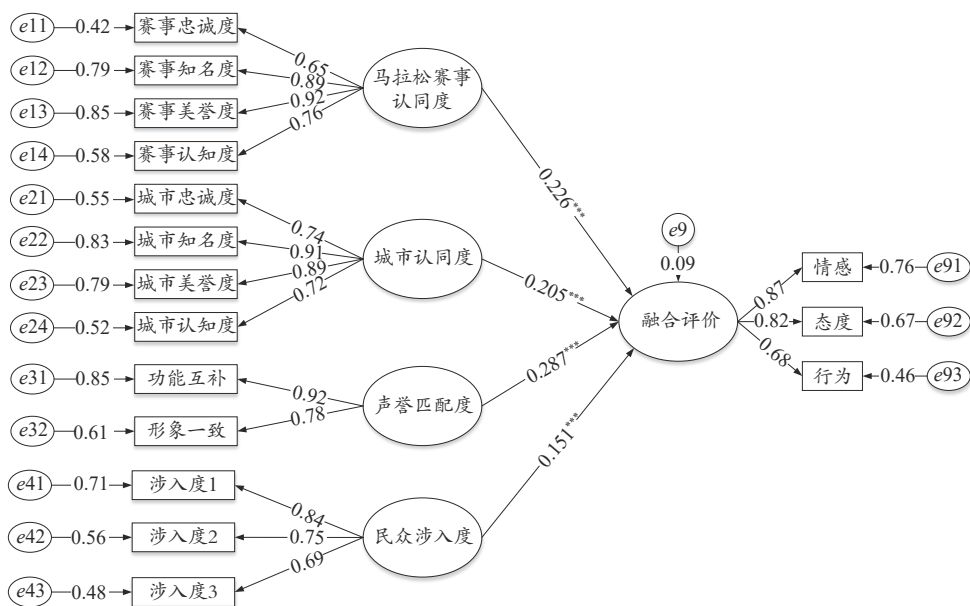 e11 0.42 赛事忠诚度
e12 0.79 赛事知名度
e13 0.85 赛事美誉度
e14 0.58 赛事认知度
0.65
0.89
0.92
0.76
马拉松赛事
认同度
0.226***
e21 0.55 城市忠诚度
e22 0.83 城市知名度
e23 0.79 城市美誉度
e24 0.52 城市认知度
0.74
0.91
0.89
0.72
城市认同度
0.205***
e31 0.85 功能互补
e32 0.61 形象一致
0.92
0.78
声誉匹配度
0.287***
e41 0.71 涉入度1
e42 0.56 涉入度2
e43 0.48 涉入度3
0.84
0.75
0.69
民众涉入度
0.151***
e9
0.09
融合评价
0.87
0.82
0.68
情感 0.76 e91
态度 0.67 e92
行为 0.46 e93